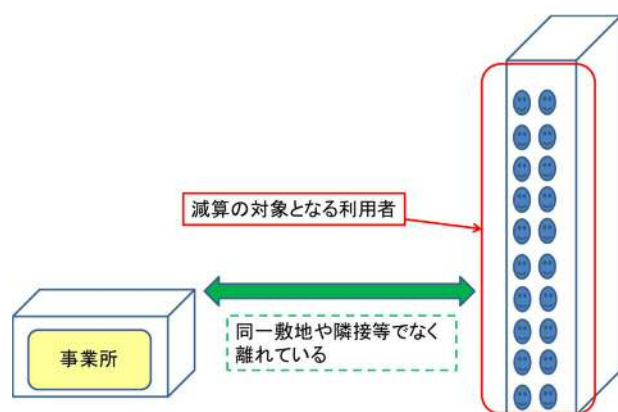 減算の対象となる利用者
同一敷地や隣接等でなく
離れている
事業所